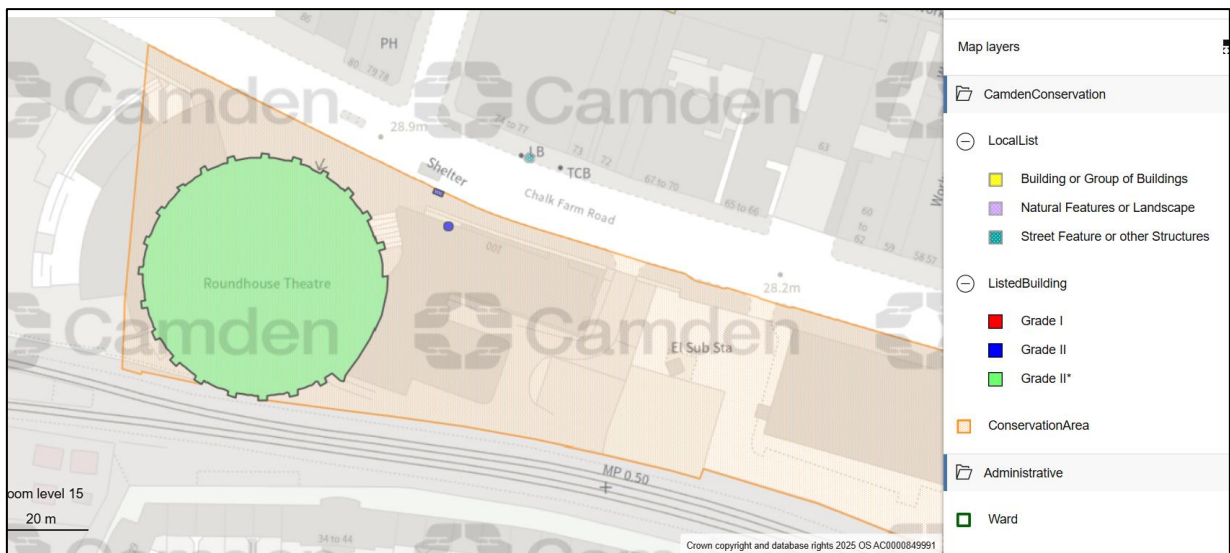 86
PH
80 79 78
Camden
Camden
Camden
28.9m
74 to 77
LB
73
72
TCB
63
67 to 70
65 to 66
60
to
62
59
58 57
Shelter
Chalk Farm Road
100
28.2m
Roundhouse Theatre
Camden
Camden
El Sub Sta
MP 0.50
34 to 44
oom level 15
20 m
Crown copyright and database rights 2025 OS AC0000849991
Map layers
CamdenConservation
LocalList
Building or Group of Buildings
Natural Features or Landscape
Street Feature or other Structures
ListedBuilding
Grade I
Grade II
Grade II*
ConservationArea
Administrative
Ward